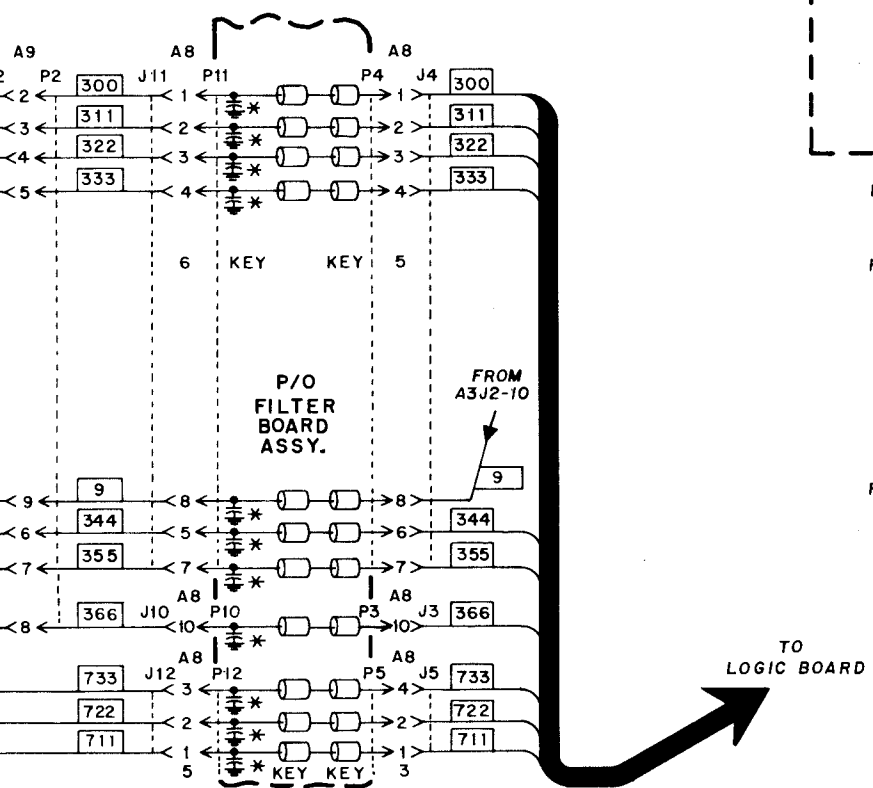 A9 A8 A8
2 P2 300 J11 P11 P4 J4 300
2 1 * 1
3 311 2 * 2 311
4 322 3 * 3 322
5 333 4 * 4 333
6 KEY KEY 5
P/O
FILTER
BOARD
ASSY.
FROM
A3J2-10
9
9 9 8 * 8
6 344 5 * 6 344
7 355 7 * 7 355
A8 A8
8 366 J10 10 P10 * P3 10 J3 366
A8 A8
733 J12 3 P12 * P5 4 J5 733
722 2 * 2 722
711 1 * 1 711
5 KEY KEY 3
TO
LOGIC BOARD